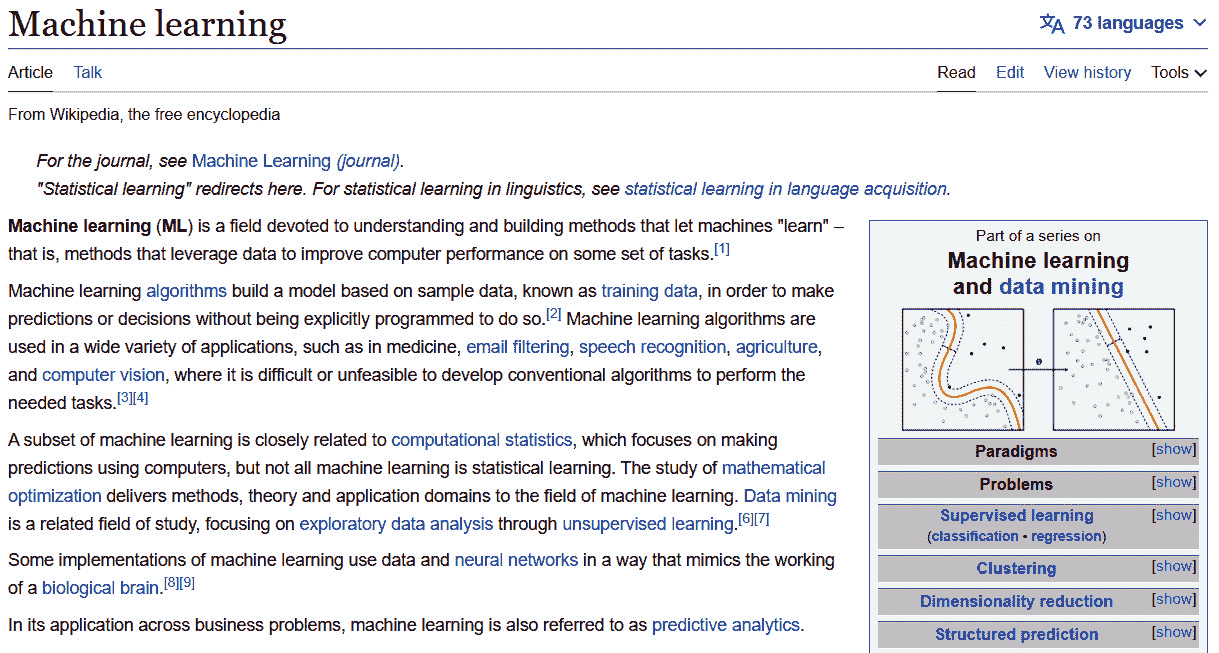 Machine learning
73 languages
Article Talk
Read Edit View history Tools
From Wikipedia, the free encyclopedia
For the journal, see Machine Learning (journal).
"Statistical learning" redirects here. For statistical learning in linguistics, see statistical learning in language acquisition.
Machine learning (ML) is a field devoted to understanding and building methods that let machines "learn" –
that is, methods that leverage data to improve computer performance on some set of tasks.[1]
Machine learning algorithms build a model based on sample data, known as training data, in order to make
predictions or decisions without being explicitly programmed to do so.[2] Machine learning algorithms are
used in a wide variety of applications, such as in medicine, email filtering, speech recognition, agriculture,
and computer vision, where it is difficult or unfeasible to develop conventional algorithms to perform the
needed tasks.[3][4]
A subset of machine learning is closely related to computational statistics, which focuses on making
predictions using computers, but not all machine learning is statistical learning. The study of mathematical
optimization delivers methods, theory and application domains to the field of machine learning. Data mining
is a related field of study, focusing on exploratory data analysis through unsupervised learning.[6][7]
Some implementations of machine learning use data and neural networks in a way that mimics the working
of a biological brain.[8][9]
In its application across business problems, machine learning is also referred to as predictive analytics.
Part of a series on
Machine learning
and data mining
Paradigms [show]
Problems [show]
Supervised learning [show]
(classification • regression)
Clustering [show]
Dimensionality reduction [show]
Structured prediction [show]